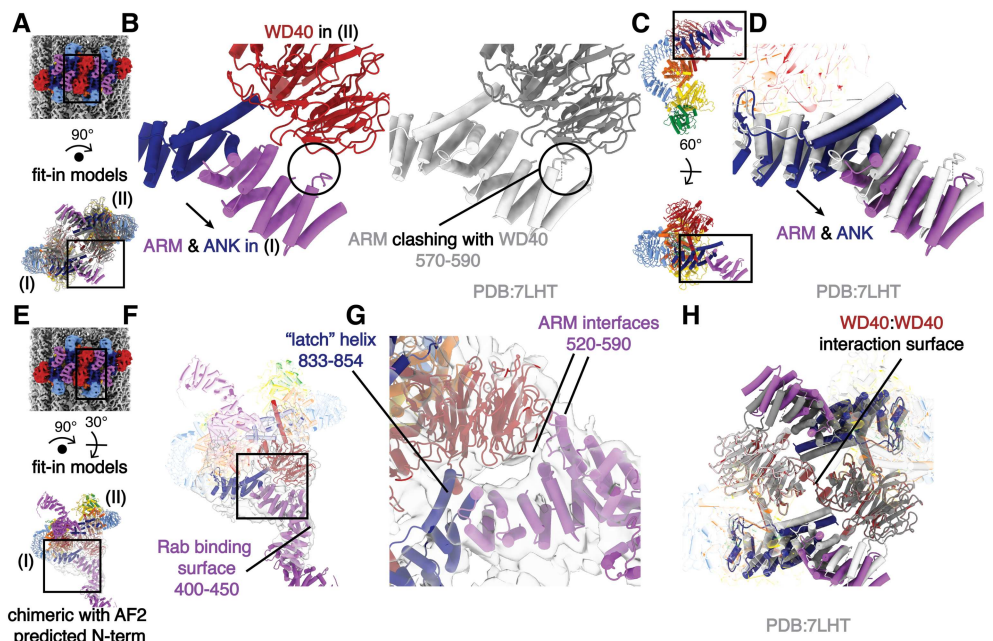 A
B
WD40 in (II)
C
D
90°
fit-in models
(II)
(I)
ARM & ANK in (I)
ARM clashing with WD40
570-590
PDB:7LHT
60°
ARM & ANK
PDB:7LHT
E
F
G
H
90°
30°
fit-in models
(II)
(I)
chimeric with AF2
predicted N-term
“latch” helix
833-854
Rab binding
surface
400-450
ARM interfaces
520-590
WD40:WD40
interaction surface
PDB:7LHT